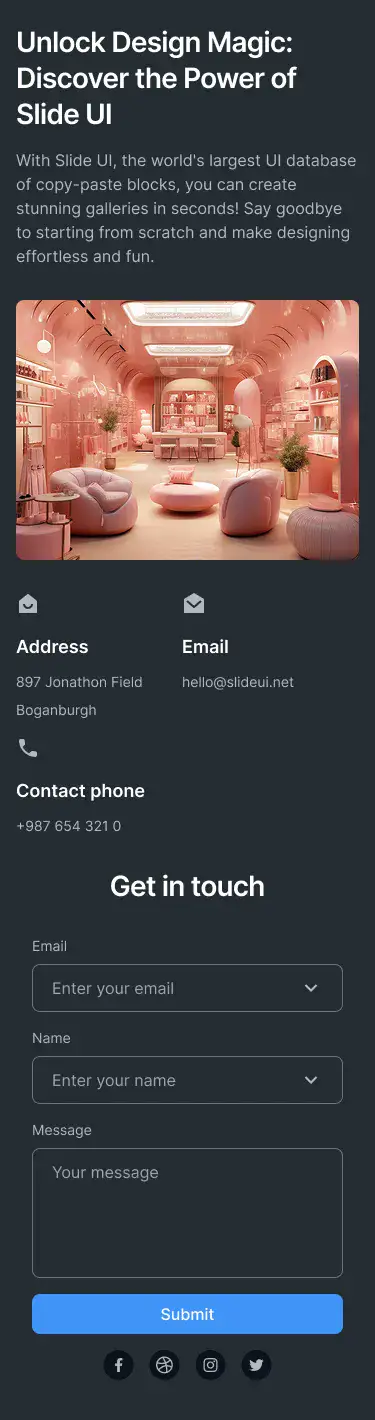 Unlock Design Magic:
Discover the Power of
Slide UI
With Slide UI, the world's largest UI database
of copy-paste blocks, you can create
stunning galleries in seconds! Say goodbye
to starting from scratch and make designing
effortless and fun.
Address
897 Jonathon Field
Boganburgh
Email
hello@slideui.net
Contact phone
+987 654 321 0
Get in touch
Email
Enter your email
Name
Enter your name
Message
Your message
Submit